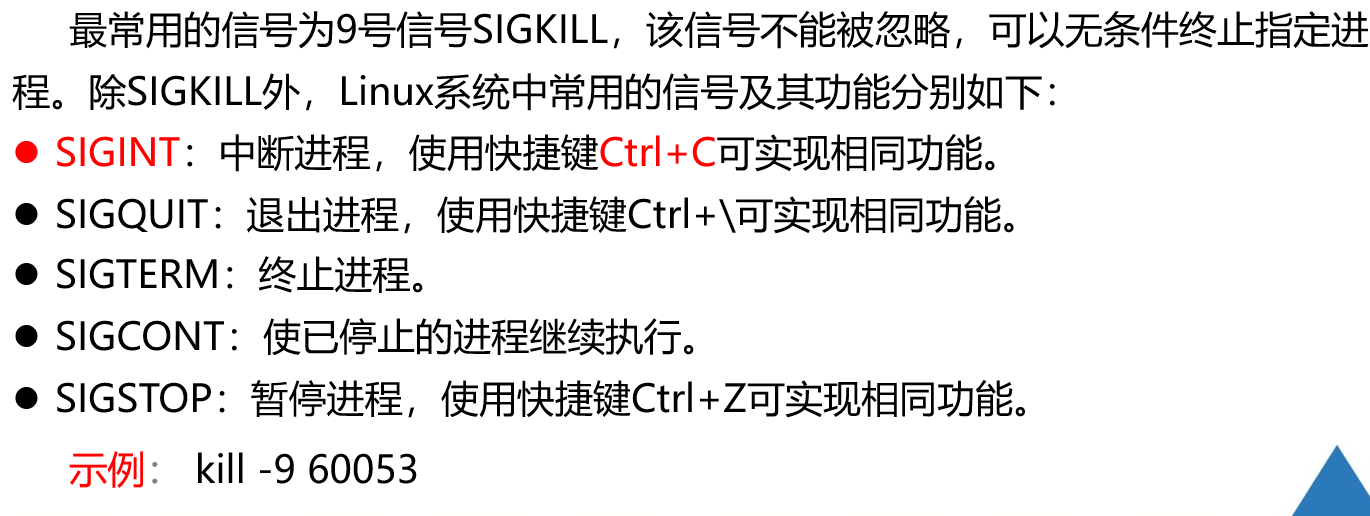 最常用的信号为9号信号SIGKILL，该信号不能被忽略，可以无条件终止指定进
程。除SIGKILL外，Linux系统中常用的信号及其功能分别如下：
● SIGINT：中断进程，使用快捷键Ctrl+C可实现相同功能。
● SIGQUIT：退出进程，使用快捷键Ctrl+\可实现相同功能。
● SIGTERM：终止进程。
● SIGCONT：使已停止的进程继续执行。
● SIGSTOP：暂停进程，使用快捷键Ctrl+Z可实现相同功能。
示例： kill -9 60053